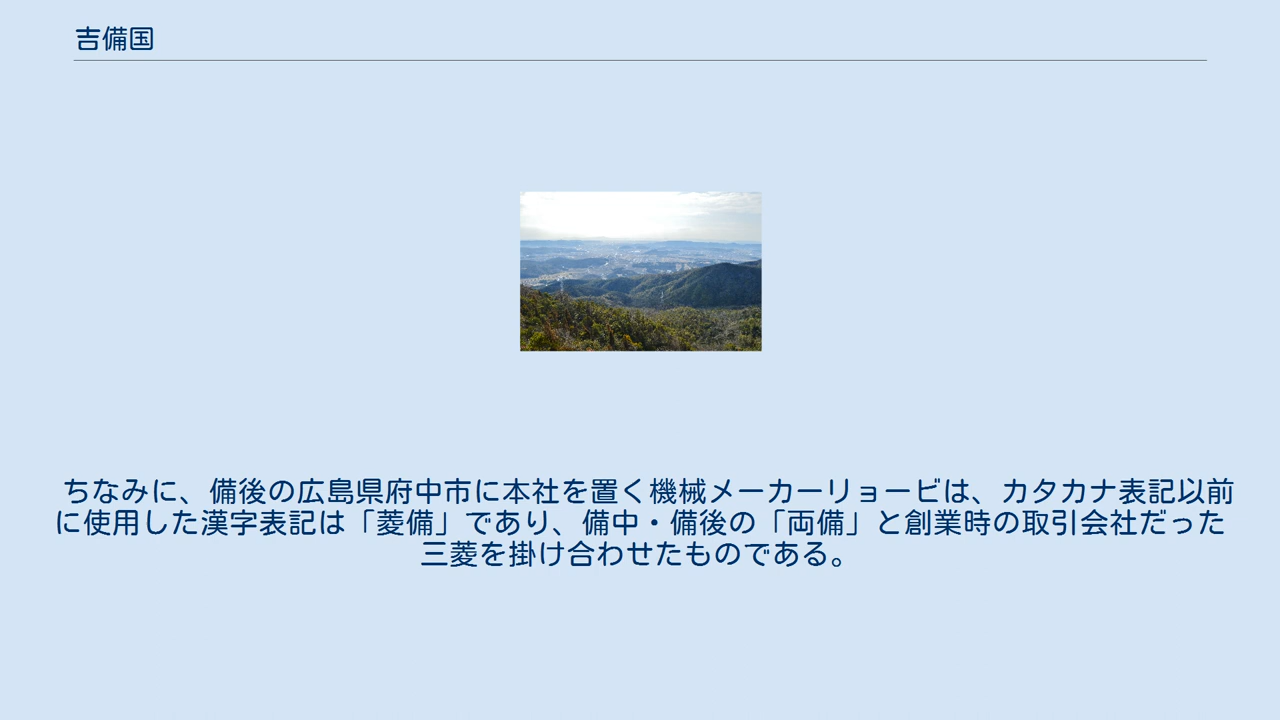 吉備国
ちなみに、備後の広島県府中市に本社を置く機械メーカーリョービは、カタカナ表記以前
に使用した漢字表記は「菱備」であり、備中・備後の「両備」と創業時の取引会社だった
三菱を掛け合わせたものである。